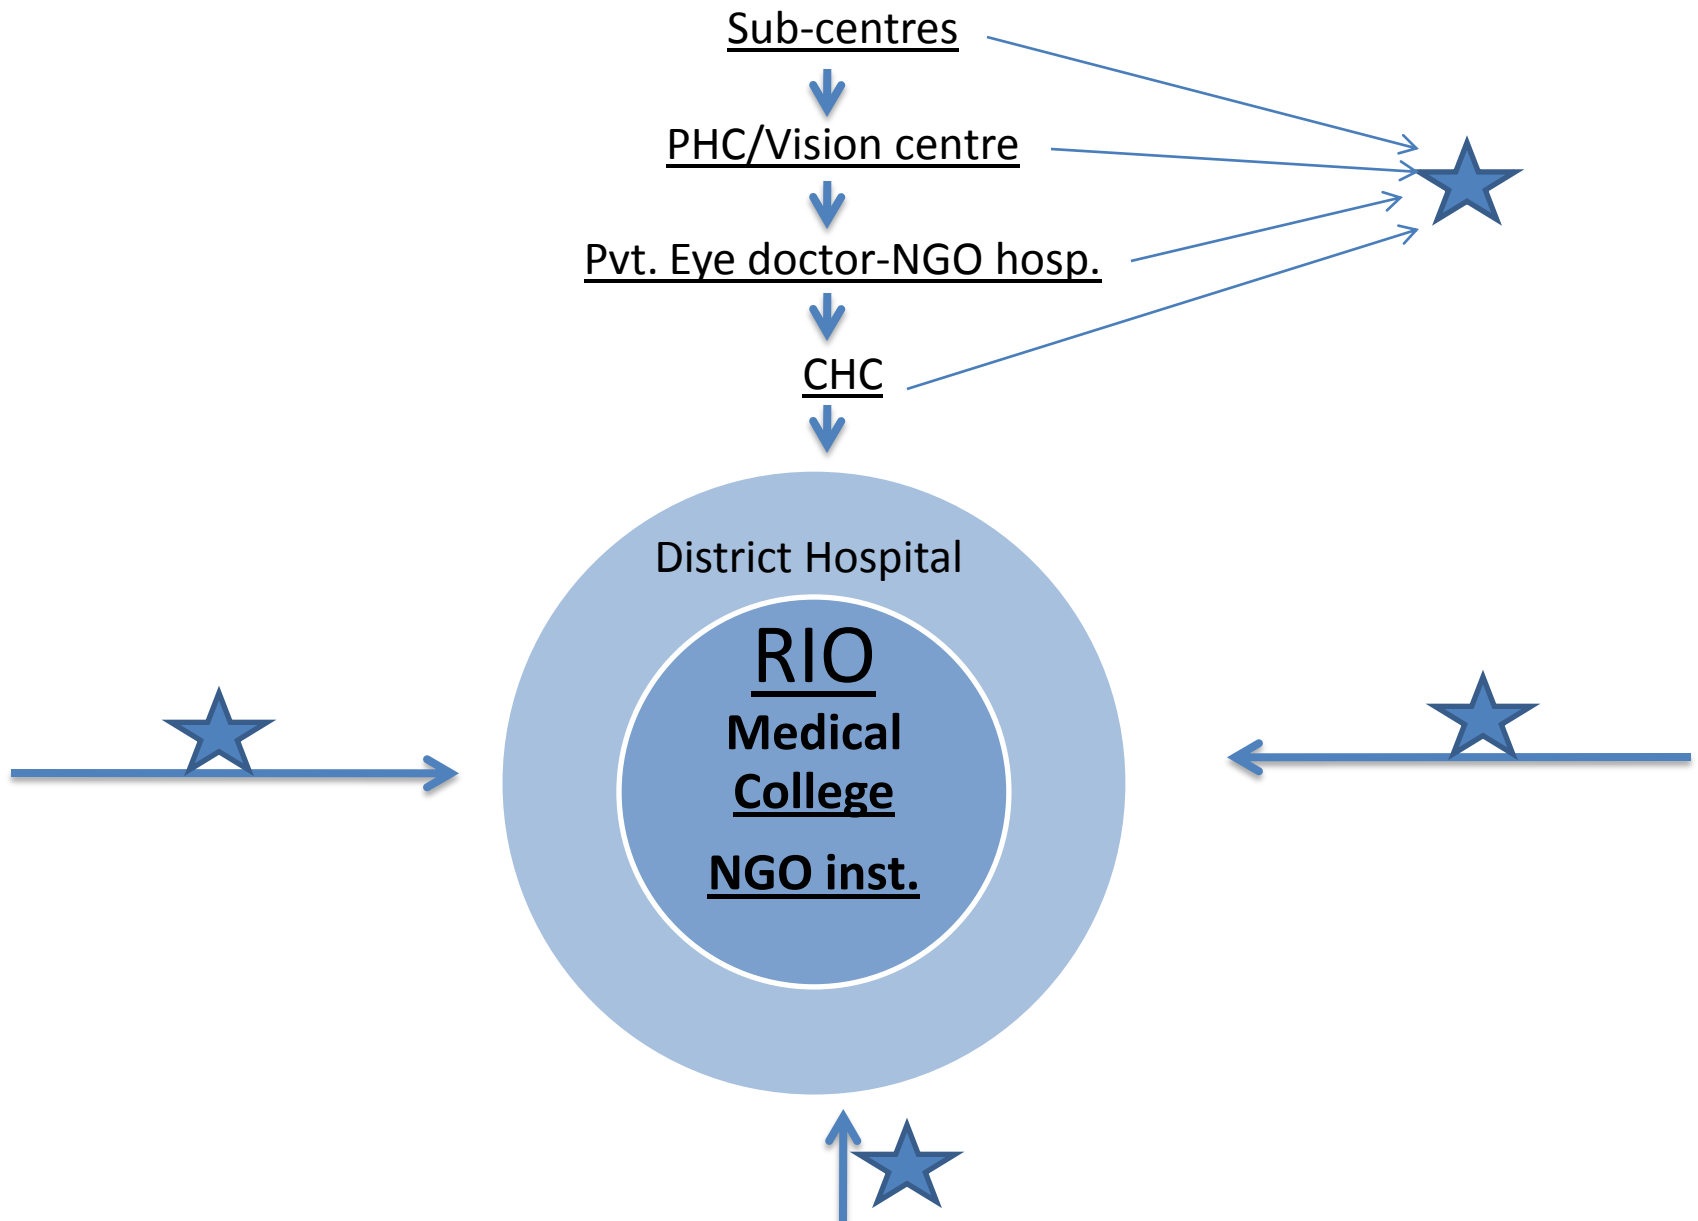 Sub-centres
PHC/Vision centre
Pvt. Eye doctor-NGO hosp.
CHC
District Hospital
RIO
Medical
College
NGO inst.